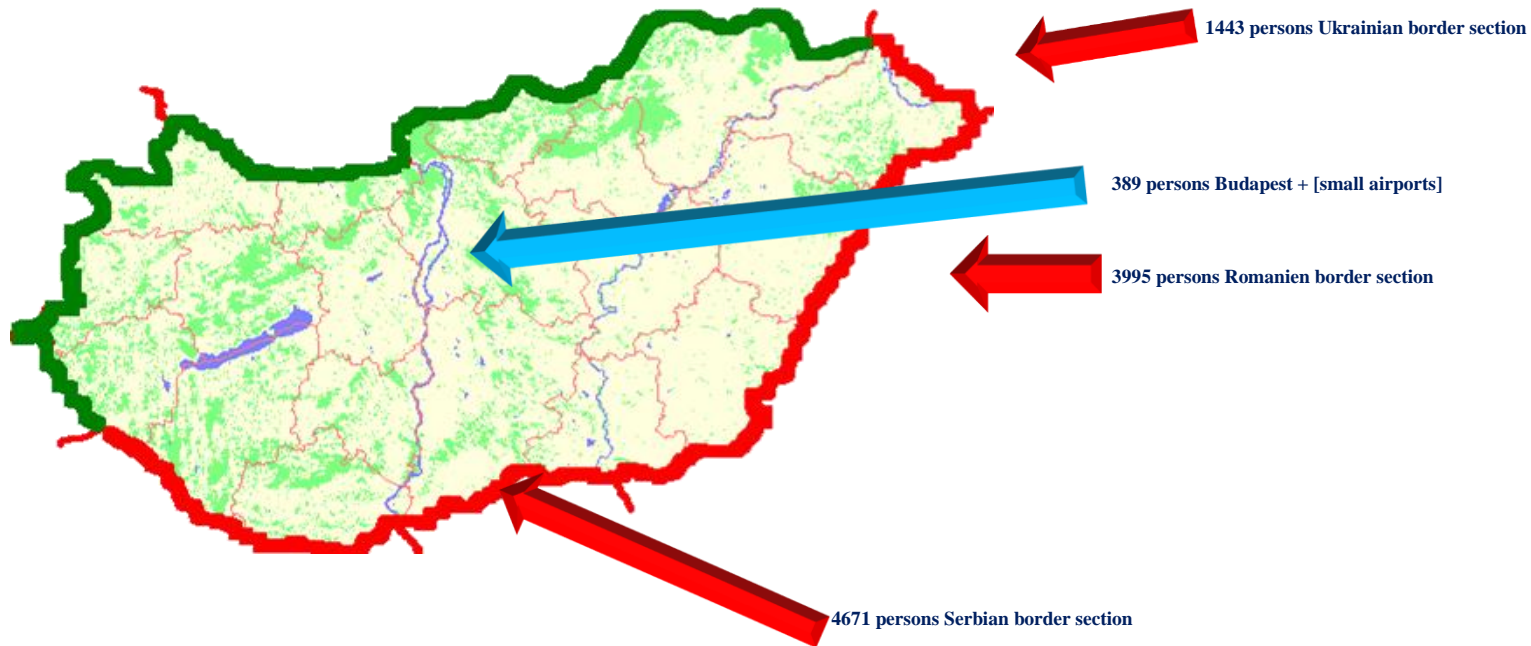 1443 persons Ukrainian border section
389 persons Budapest + [small airports]
3995 persons Romanien border section
4671 persons Serbian border section